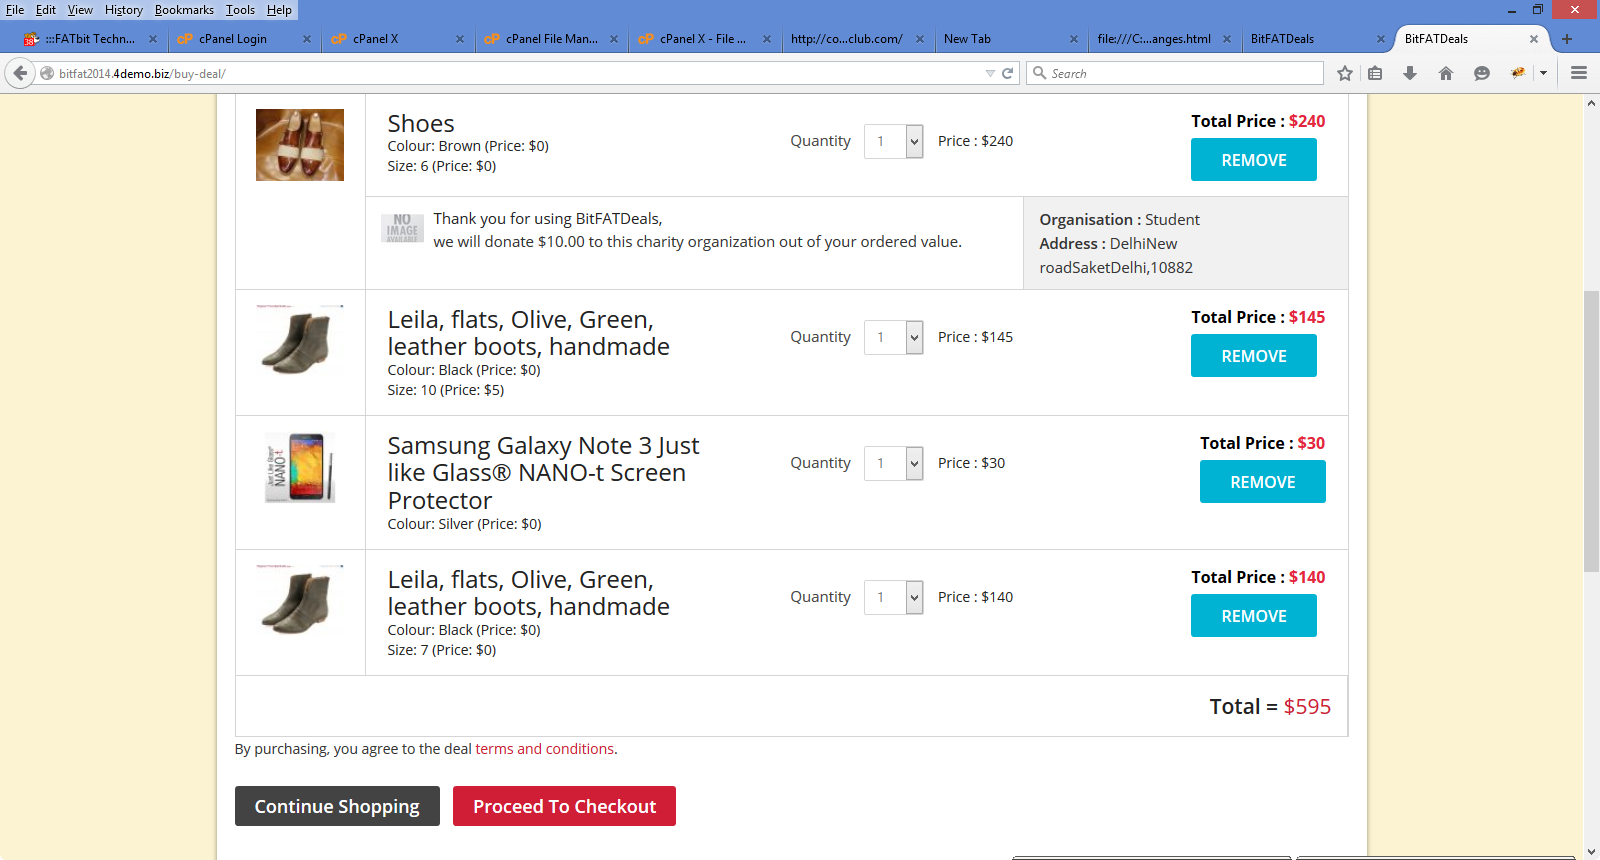 File Edit View History Bookmarks Tools Help
:::FATbit Techn... cPanel Login cPanel X cPanel File Man... cPanel X - File ... http://co...club.com/ New Tab file:///C:...anges.html BitFATDeals BitFATDeals
bitfat2014.4demo.biz/buy-deal/ Search
Shoes
Colour: Brown (Price: $0)
Size: 6 (Price: $0)
Quantity 1 Price : $240
Total Price : $240
REMOVE
NO IMAGE AVAILABLE
Thank you for using BitFATDeals,
we will donate $10.00 to this charity organization out of your ordered value.
Organisation : Student
Address : DelhiNew
roadSaketDelhi,10882
Leila, flats, Olive, Green,
leather boots, handmade
Colour: Black (Price: $0)
Size: 10 (Price: $5)
Quantity 1 Price : $145
Total Price : $145
REMOVE
Just Like Glass!
NANO-t
Samsung Galaxy Note 3 Just
like Glass® NANO-t Screen
Protector
Colour: Silver (Price: $0)
Quantity 1 Price : $30
Total Price : $30
REMOVE
Leila, flats, Olive, Green,
leather boots, handmade
Colour: Black (Price: $0)
Size: 7 (Price: $0)
Quantity 1 Price : $140
Total Price : $140
REMOVE
Total = $595
By purchasing, you agree to the deal terms and conditions.
Continue Shopping Proceed To Checkout